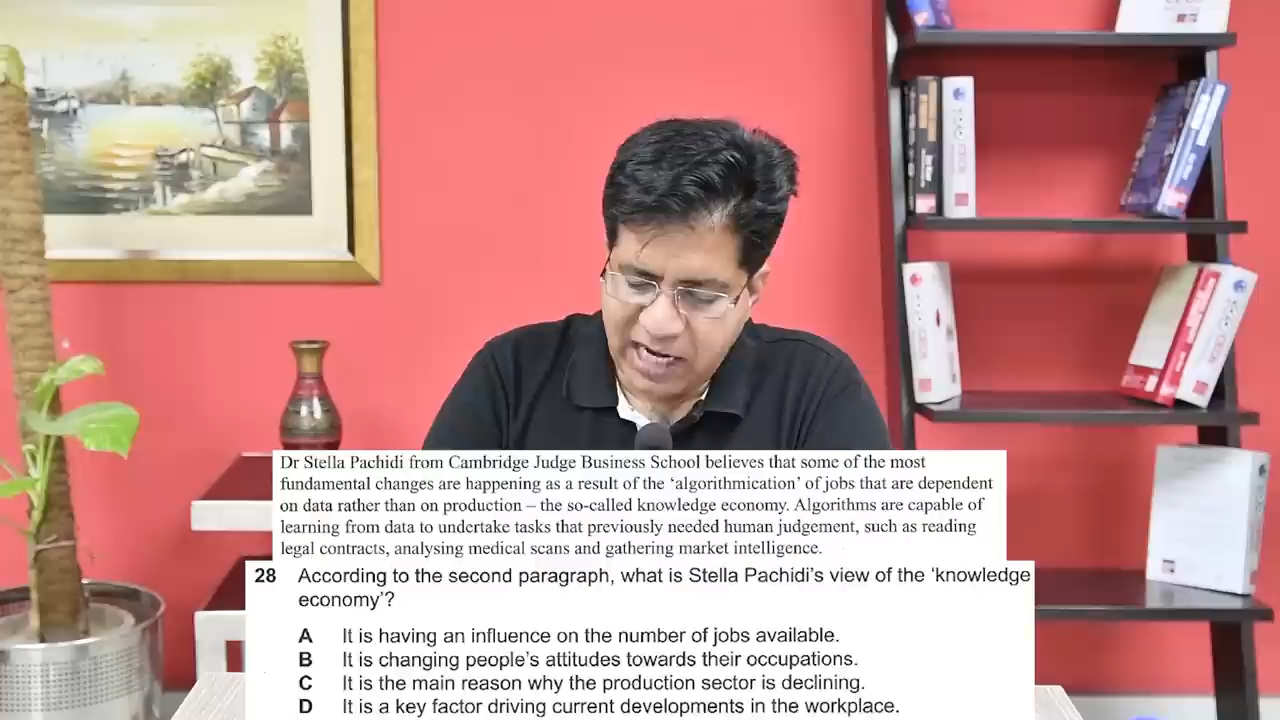 Dr Stella Pachidi from Cambridge Judge Business School believes that some of the most
fundamental changes are happening as a result of the ‘algorithmication’ of jobs that are dependent
on data rather than on production – the so-called knowledge economy. Algorithms are capable of
learning from data to undertake tasks that previously needed human judgement, such as reading
legal contracts, analysing medical scans and gathering market intelligence.
28 According to the second paragraph, what is Stella Pachidi’s view of the ‘knowledge
economy’?
A It is having an influence on the number of jobs available.
B It is changing people’s attitudes towards their occupations.
C It is the main reason why the production sector is declining.
D It is a key factor driving current developments in the workplace.